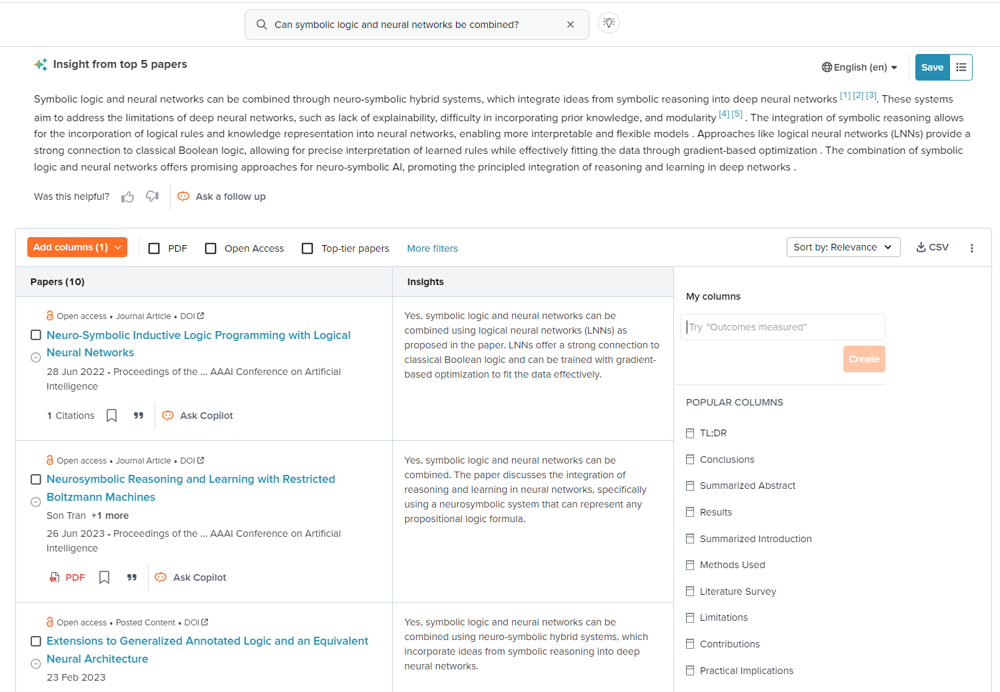 Can symbolic logic and neural networks be combined?
Insight from top 5 papers
English (en)
Save
Symbolic logic and neural networks can be combined through neuro-symbolic hybrid systems, which integrate ideas from symbolic reasoning into deep neural networks [1] [2] [3]. These systems
aim to address the limitations of deep neural networks, such as lack of explainability, difficulty in incorporating prior knowledge, and modularity [4] [5] . The integration of symbolic reasoning allows
for the incorporation of logical rules and knowledge representation into neural networks, enabling more interpretable and flexible models . Approaches like logical neural networks (LNNs) provide a
strong connection to classical Boolean logic, allowing for precise interpretation of learned rules while effectively fitting the data through gradient-based optimization . The combination of symbolic
logic and neural networks offers promising approaches for neuro-symbolic AI, promoting the principled integration of reasoning and learning in deep networks .
Was this helpful?
Ask a follow up
Add columns (1)
PDF
Open Access
Top-tier papers
More filters
Sort by: Relevance
CSV
Papers (10)
Insights
Open access • Journal Article • DOI
Neuro-Symbolic Inductive Logic Programming with Logical
Neural Networks
28 Jun 2022 - Proceedings of the ... AAAI Conference on Artificial
Intelligence
1 Citations
Ask Copilot
Yes, symbolic logic and neural networks can be
combined using logical neural networks (LNNs) as
proposed in the paper. LNNs offer a strong connection to
classical Boolean logic and can be trained with gradient-
based optimization to fit the data effectively.
Open access • Journal Article • DOI
Neurosymbolic Reasoning and Learning with Restricted
Boltzmann Machines
Son Tran +1 more
26 Jun 2023 - Proceedings of the ... AAAI Conference on Artificial
Intelligence
PDF
Ask Copilot
Yes, symbolic logic and neural networks can be
combined. The paper discusses the integration of
reasoning and learning in neural networks, specifically
using a neurosymbolic system that can represent any
propositional logic formula.
Open access • Posted Content • DOI
Extensions to Generalized Annotated Logic and an Equivalent
Neural Architecture
23 Feb 2023
Yes, symbolic logic and neural networks can be
combined using neuro-symbolic hybrid systems, which
incorporate ideas from symbolic reasoning into deep
neural networks.
My columns
Try "Outcomes measured"
Create
POPULAR COLUMNS
TL;DR
Conclusions
Summarized Abstract
Results
Summarized Introduction
Methods Used
Literature Survey
Limitations
Contributions
Practical Implications